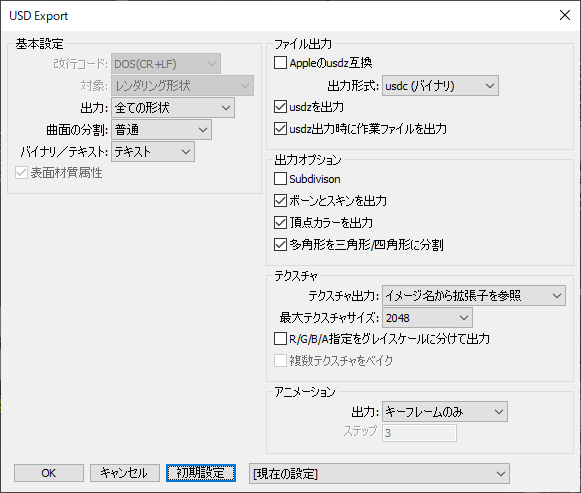 USD Export
基本設定
改行コード: DOS(CR+LF)
対象: レンダリング形状
出力: 全ての形状
曲面の分割: 普通
バイナリ／テキスト: テキスト
表面材質属性
ファイル出力
Appleのusdz互換
出力形式: usdc (バイナリ)
usdzを出力
usdz出力時に作業ファイルを出力
出力オプション
Subdivison
ボーンとスキンを出力
頂点カラーを出力
多角形を三角形/四角形に分割
テクスチャ
テクスチャ出力: イメージ名から拡張子を参照
最大テクスチャサイズ: 2048
R/G/B/A指定をグレイスケールに分けて出力
複数テクスチャをベイク
アニメーション
出力: キーフレームのみ
ステップ 3
OK
キャンセル
初期設定
[現在の設定]